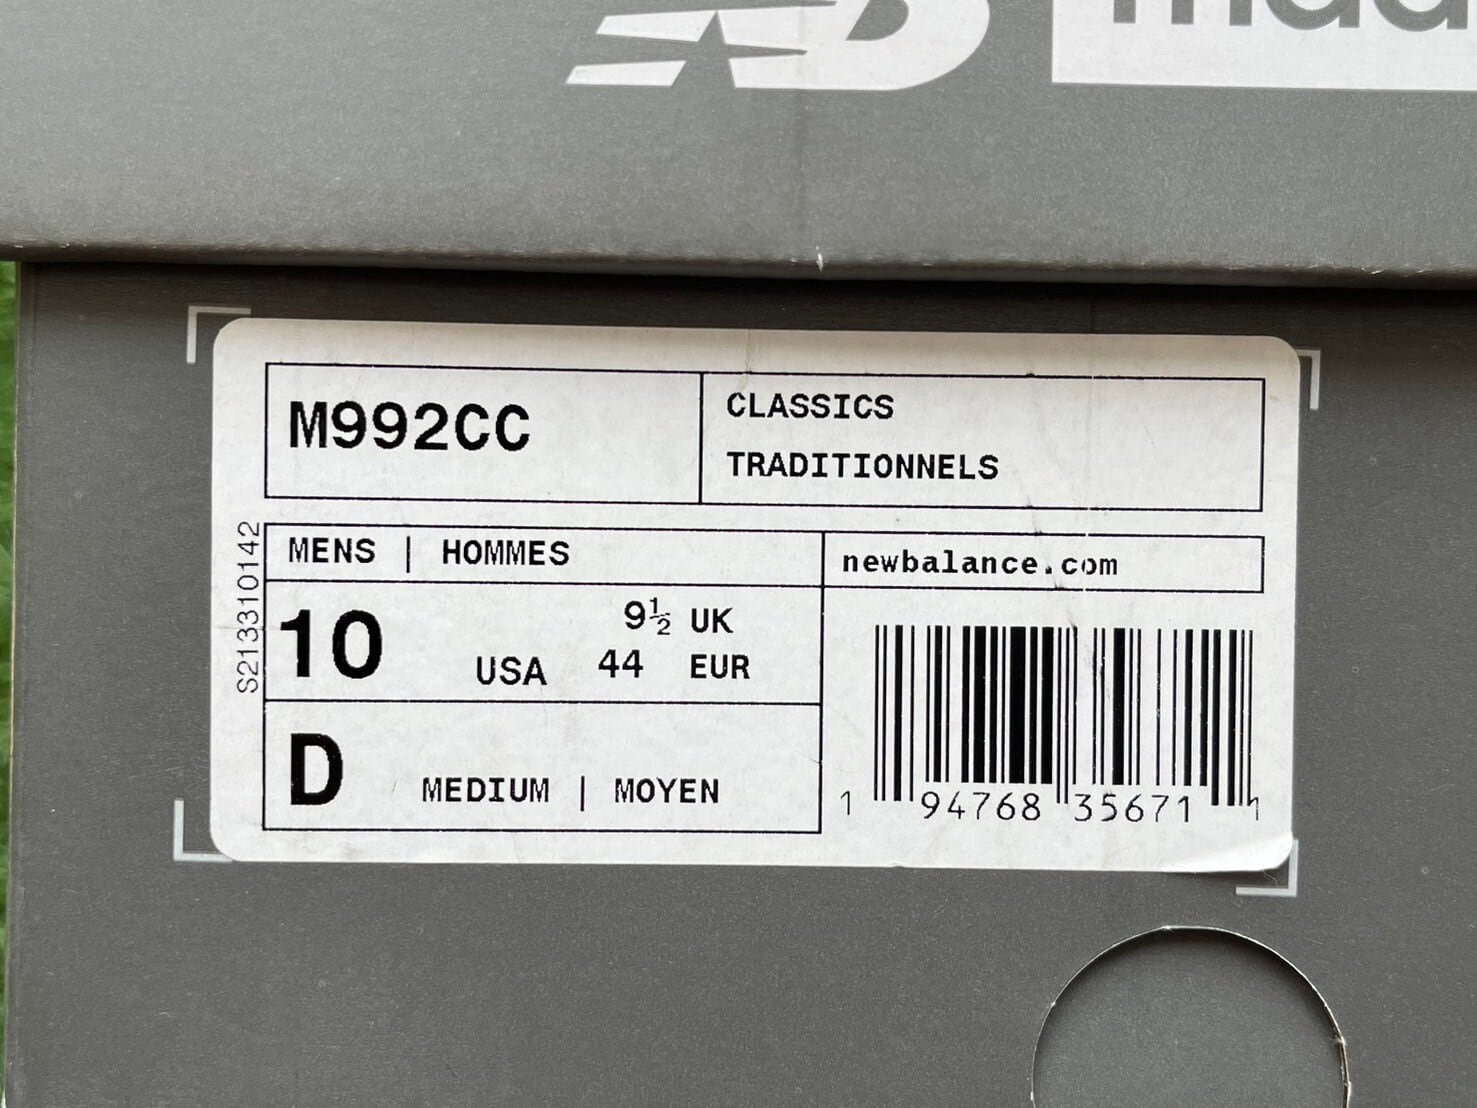 M992CC
CLASSICS
TRADITIONNELS
S213310142
MENS | HOMMES
newbalance.com
10 USA
9½ UK
44 EUR
D MEDIUM | MOYEN
1 94768 35671 1